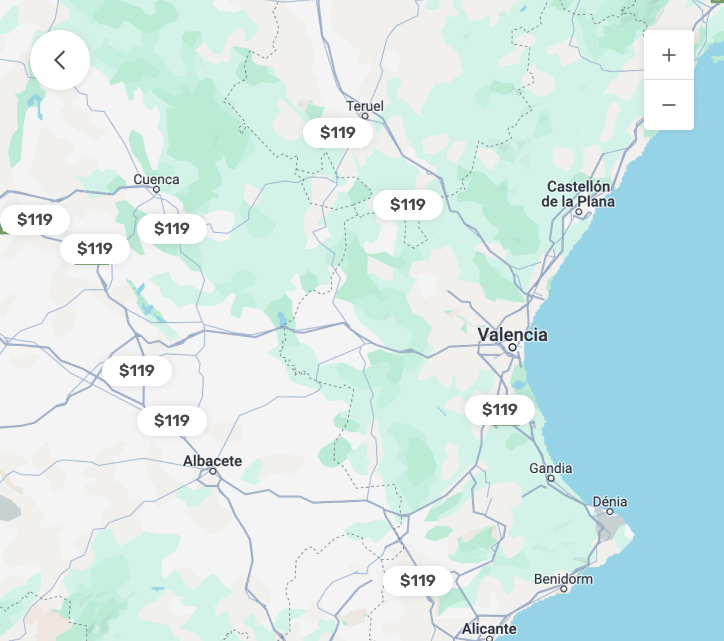 +
−
Teruel
$119
Cuenca
Castellón
de la Plana
$119
$119
$119
$119
Valencia
$119
$119
$119
Albacete
Gandia
Dénia
$119
Benidorm
Alicante